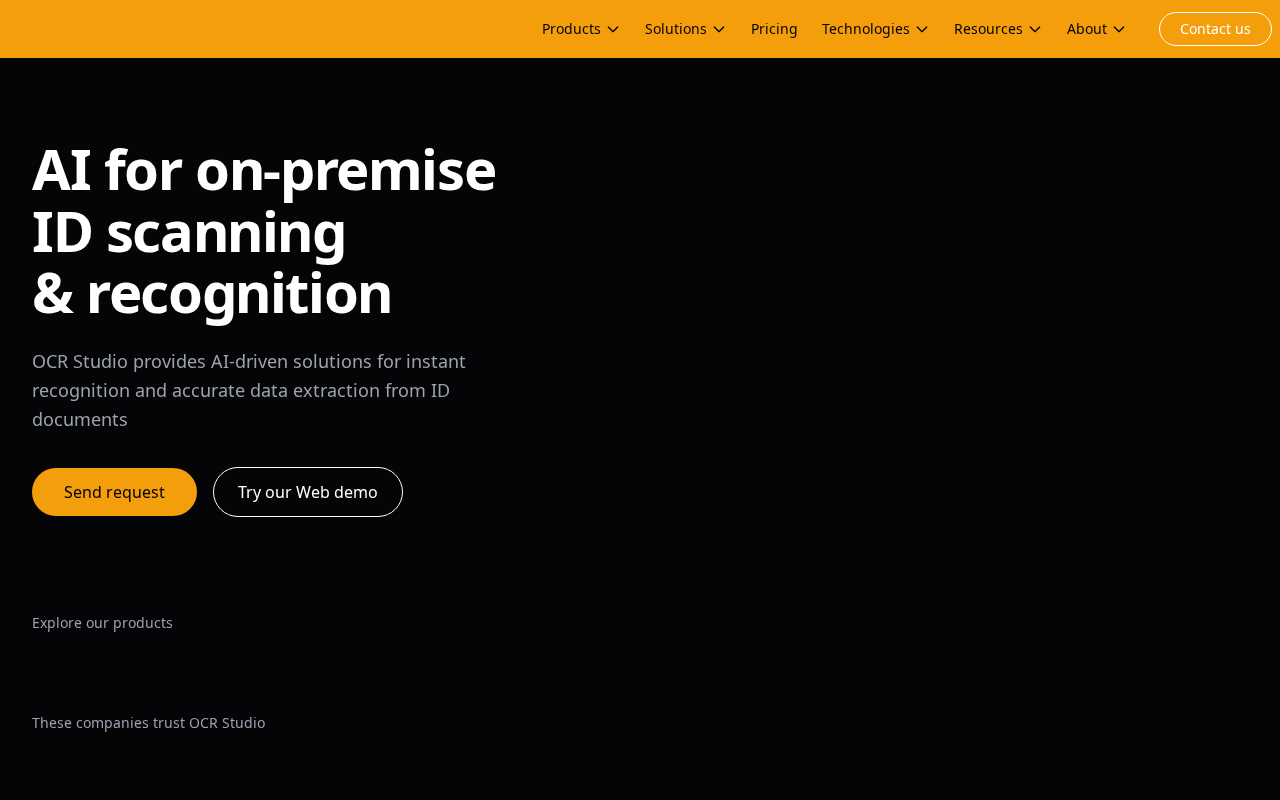 Products
Solutions
Pricing
Technologies
Resources
About
Contact us
AI for on-premise
ID scanning
& recognition
OCR Studio provides AI-driven solutions for instant
recognition and accurate data extraction from ID
documents
Send request
Try our Web demo
Explore our products
These companies trust OCR Studio